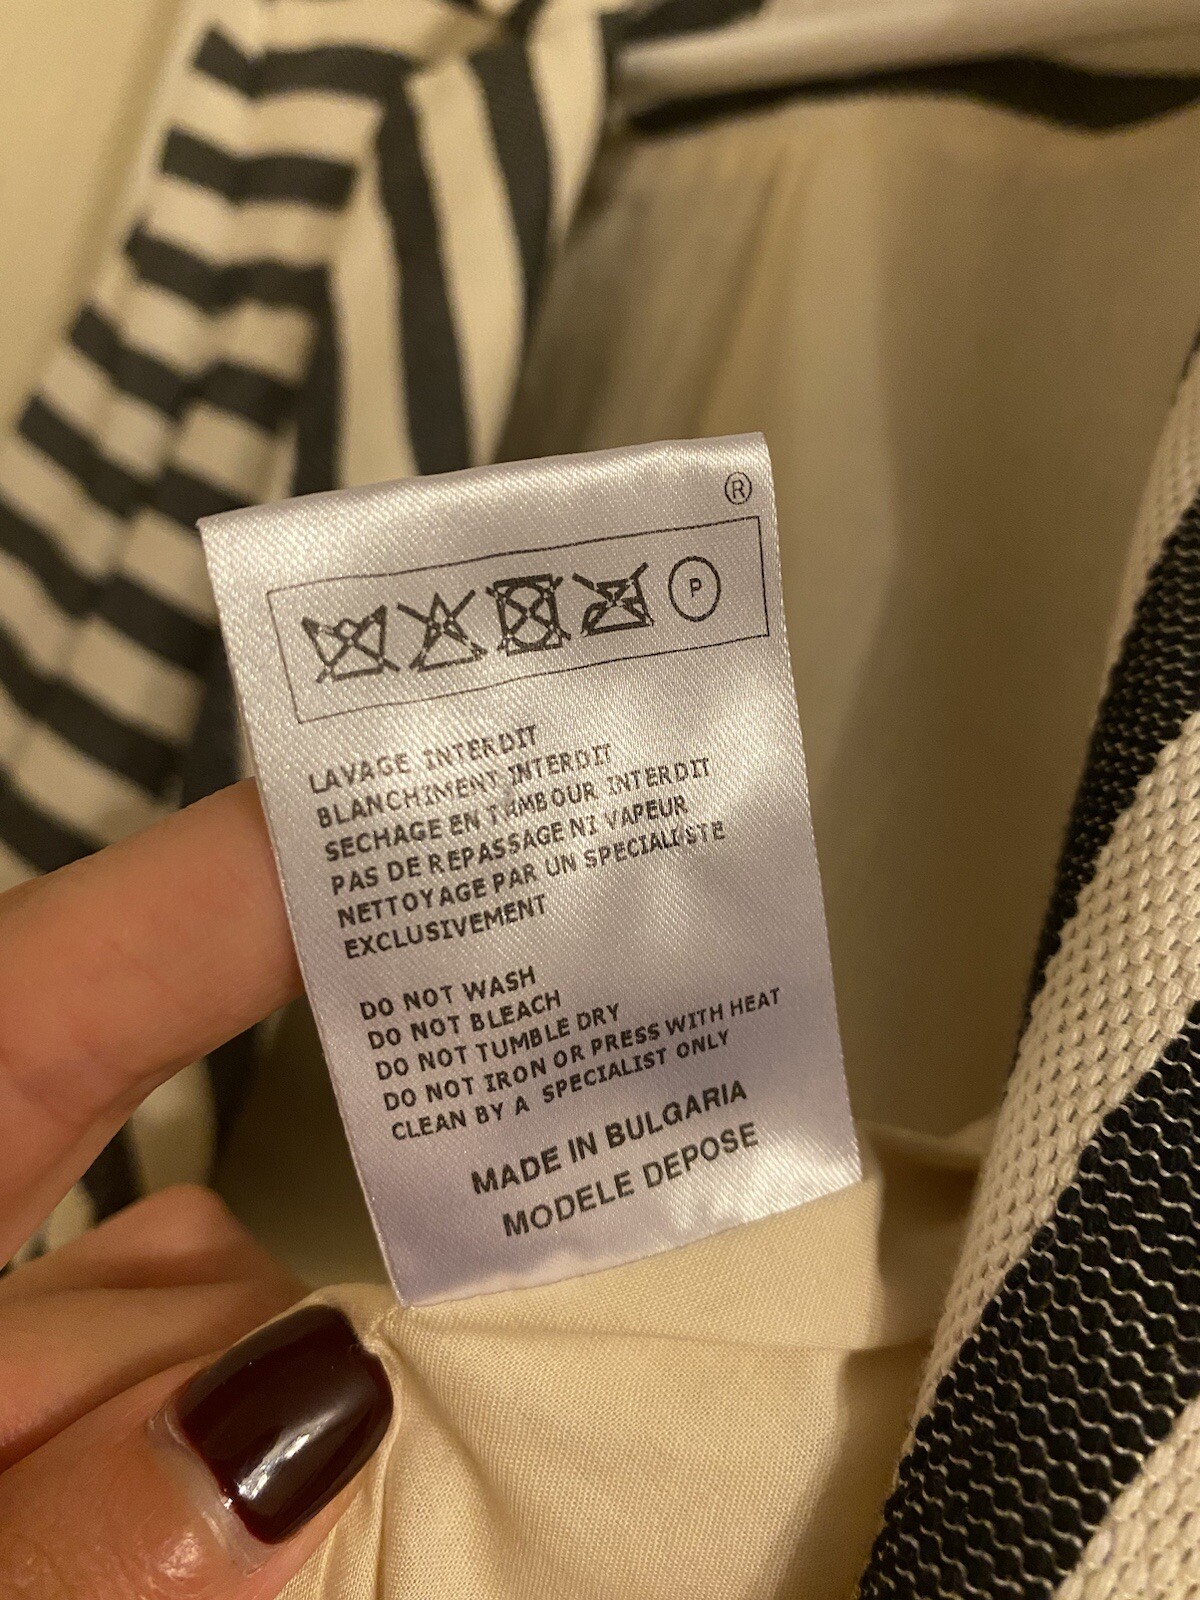 ®
P
LAVAGE INTERDIT
BLANCHIMENT INTERDIT
SECHAGE EN TAMBOUR INTERDIT
PAS DE REPASSAGE NI VAPEUR
NETTOYAGE PAR UN SPECIALISTE
EXCLUSIVEMENT
DO NOT WASH
DO NOT BLEACH
DO NOT TUMBLE DRY
DO NOT IRON OR PRESS WITH HEAT
CLEAN BY A SPECIALIST ONLY
MADE IN BULGARIA
MODELE DEPOSE